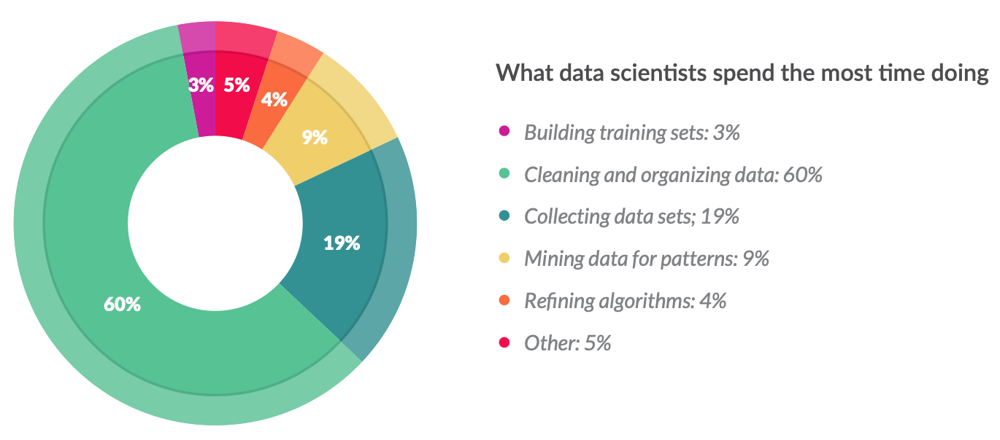 What data scientists spend the most time doing
3%
5%
4%
9%
19%
60%
Building training sets: 3%
Cleaning and organizing data: 60%
Collecting data sets; 19%
Mining data for patterns: 9%
Refining algorithms: 4%
Other: 5%